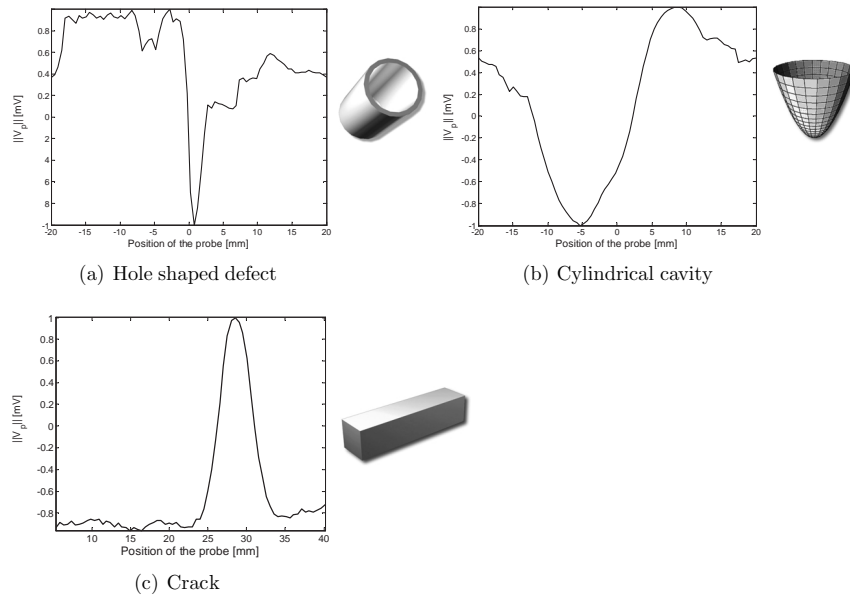 0.8
0.6
0.4
0.2
0
2
4
6
8
-1
||V_p|| [mV]
-20 -15 -10 -5 0 5 10 15 20
Position of the probe [mm]
(a) Hole shaped defect
0.8
0.6
0.4
0.2
0
-0.2
-0.4
-0.6
-0.8
-1
||V_p|| [mV]
-20 -15 -10 -5 0 5 10 15 20
Position of the probe [mm]
(b) Cylindrical cavity
1
0.8
0.6
0.4
0.2
0
-0.2
-0.4
-0.6
-0.8
||V_p|| [mV]
10 15 20 25 30 35 40
Position of the probe [mm]
(c) Crack